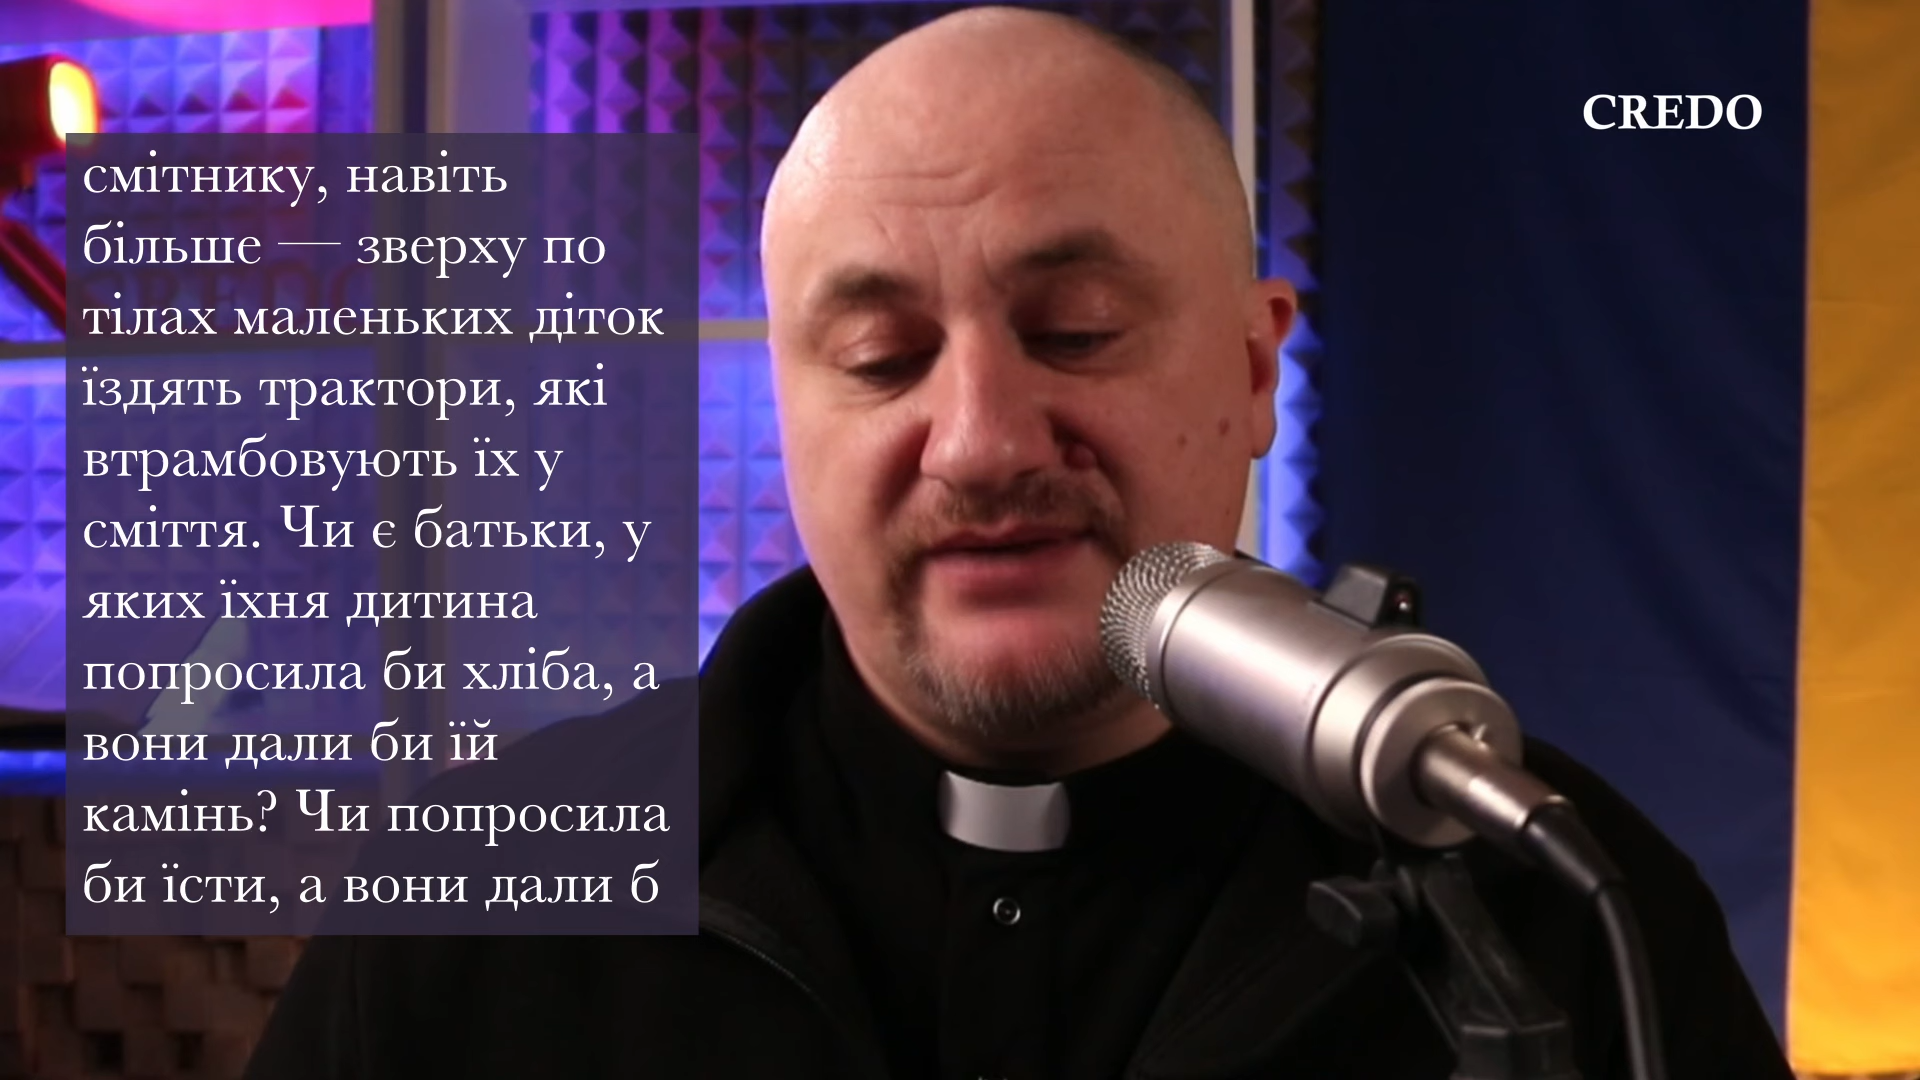 CREDO
смітнику, навіть
більше — зверху по
тілах маленьких діток
їздять трактори, які
втрамбовують їх у
сміття. Чи є батьки, у
яких їхня дитина
попросила би хліба, а
вони дали би їй
камінь? Чи попросила
би їсти, а вони дали б